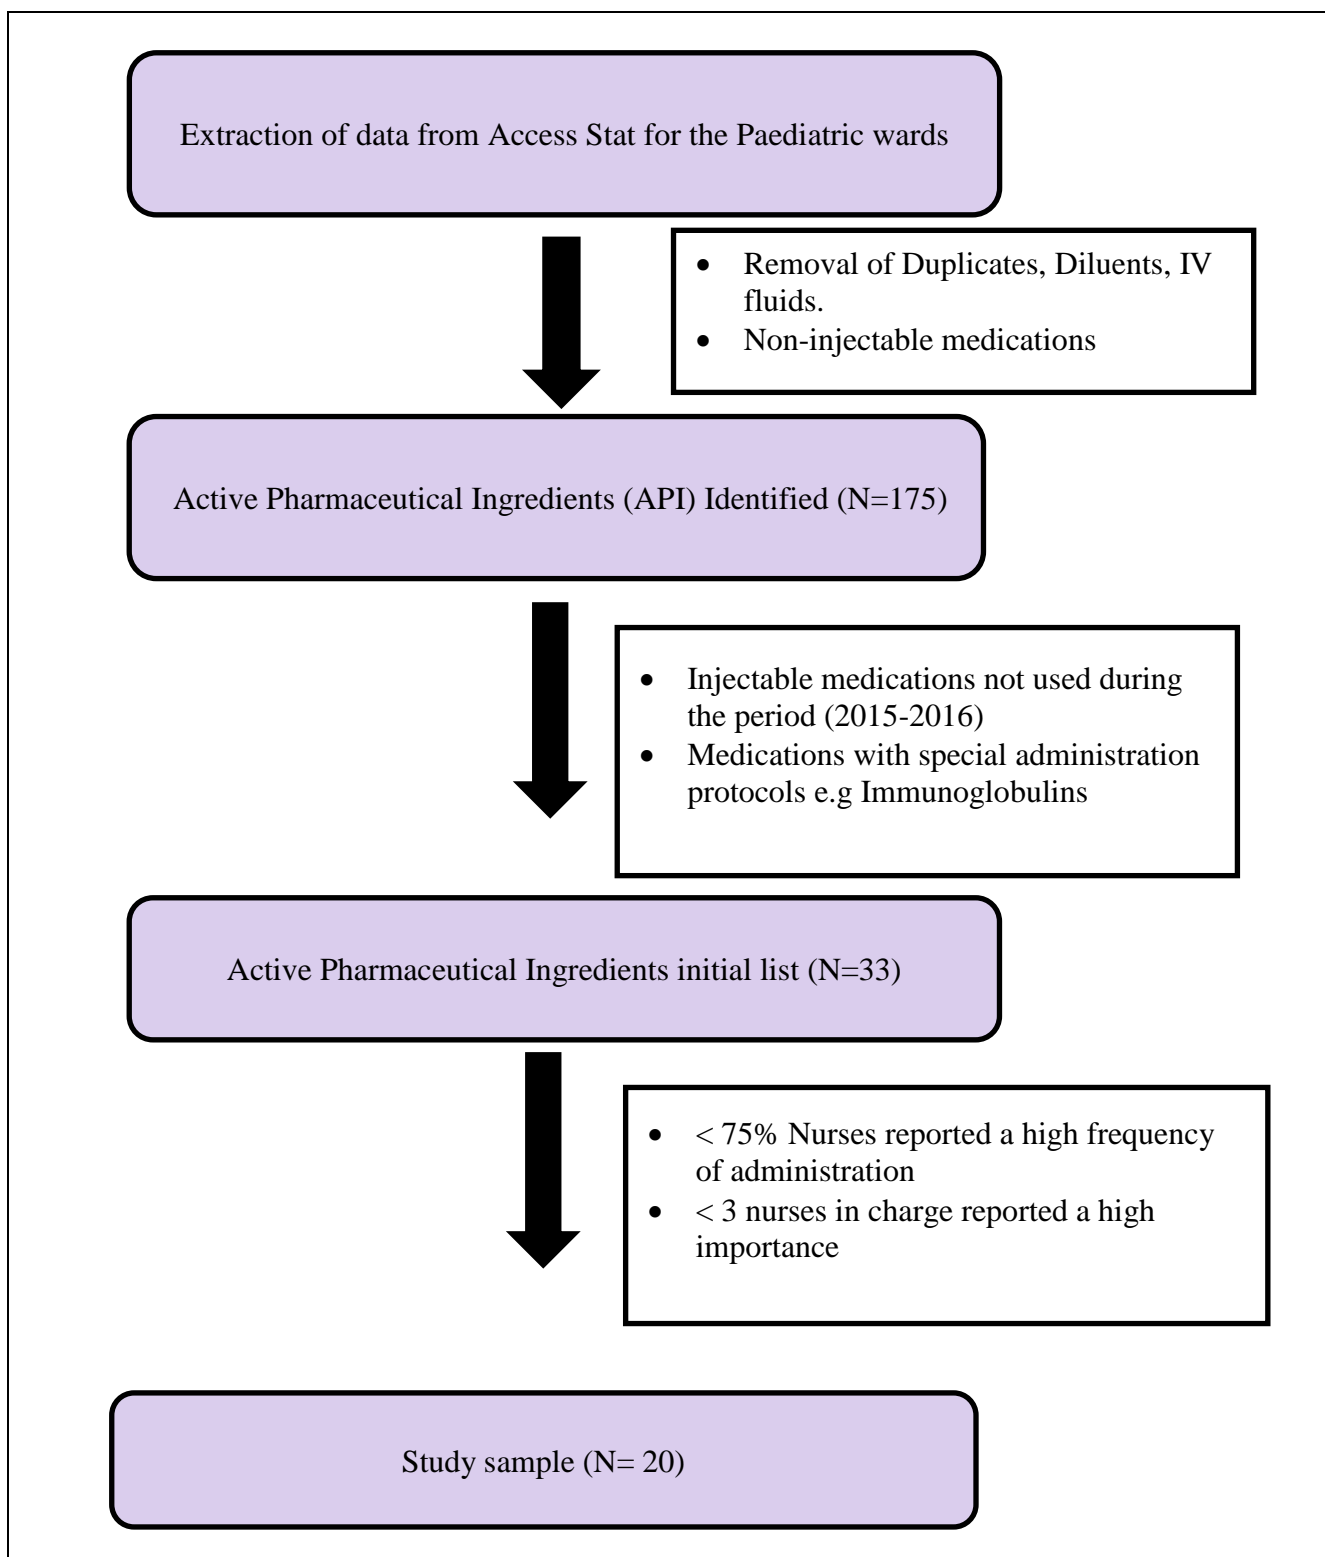 Extraction of data from Access Stat for the Paediatric wards
• Removal of Duplicates, Diluents, IV
fluids.
• Non-injectable medications
Active Pharmaceutical Ingredients (API) Identified (N=175)
• Injectable medications not used during
the period (2015-2016)
• Medications with special administration
protocols e.g Immunoglobulins
Active Pharmaceutical Ingredients initial list (N=33)
• < 75% Nurses reported a high frequency
of administration
• < 3 nurses in charge reported a high
importance
Study sample (N= 20)